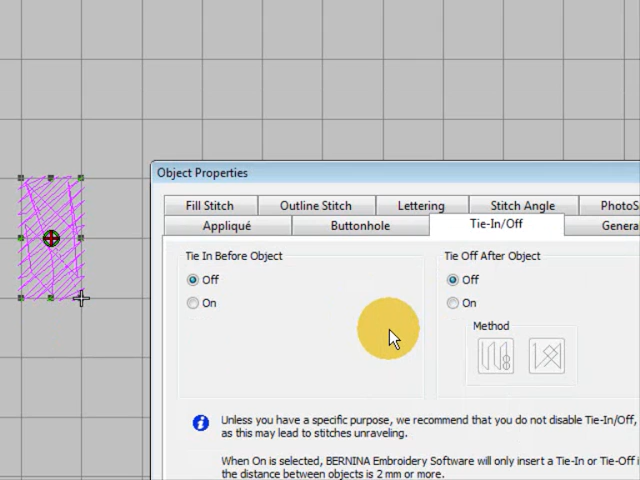 Object Properties
Fill Stitch Outline Stitch Lettering Stitch Angle PhotoS
Appliqué Buttonhole Tie-In/Off Genera
Tie In Before Object Tie Off After Object
Off Off
On On
Method
Unless you have a specific purpose, we recommend that you do not disable Tie-In/Off,
as this may lead to stitches unraveling.
When On is selected, BERNINA Embroidery Software will only insert a Tie-In or Tie-Off i
the distance between objects is 2 mm or more.